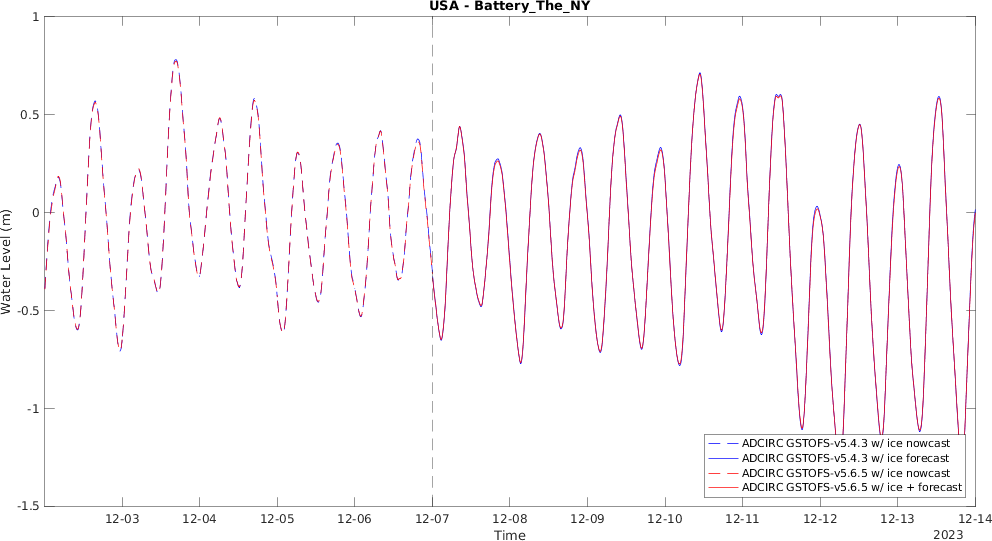 USA - Battery_The_NY
Water Level (m)
1
0.5
0
-0.5
-1
-1.5
12-03 12-04 12-05 12-06 12-07 12-08 12-09 12-10 12-11 12-12 12-13 12-14
Time
2023
ADCIRC GSTOFS-v5.4.3 w/ ice nowcast
ADCIRC GSTOFS-v5.4.3 w/ ice forecast
ADCIRC GSTOFS-v5.6.5 w/ ice nowcast
ADCIRC GSTOFS-v5.6.5 w/ ice + forecast